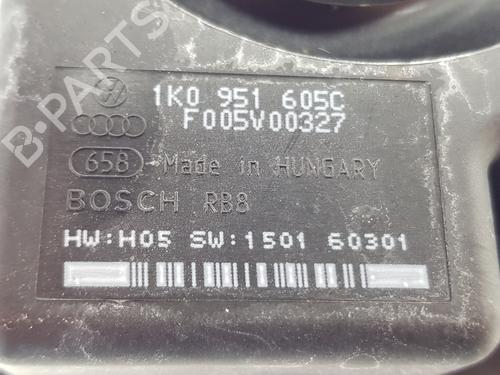 B-PARTS
1K0 951 605C
F005V00327
658 Made in HUNGARY
BOSCH RB8
HW:H05 SW:1501 60301